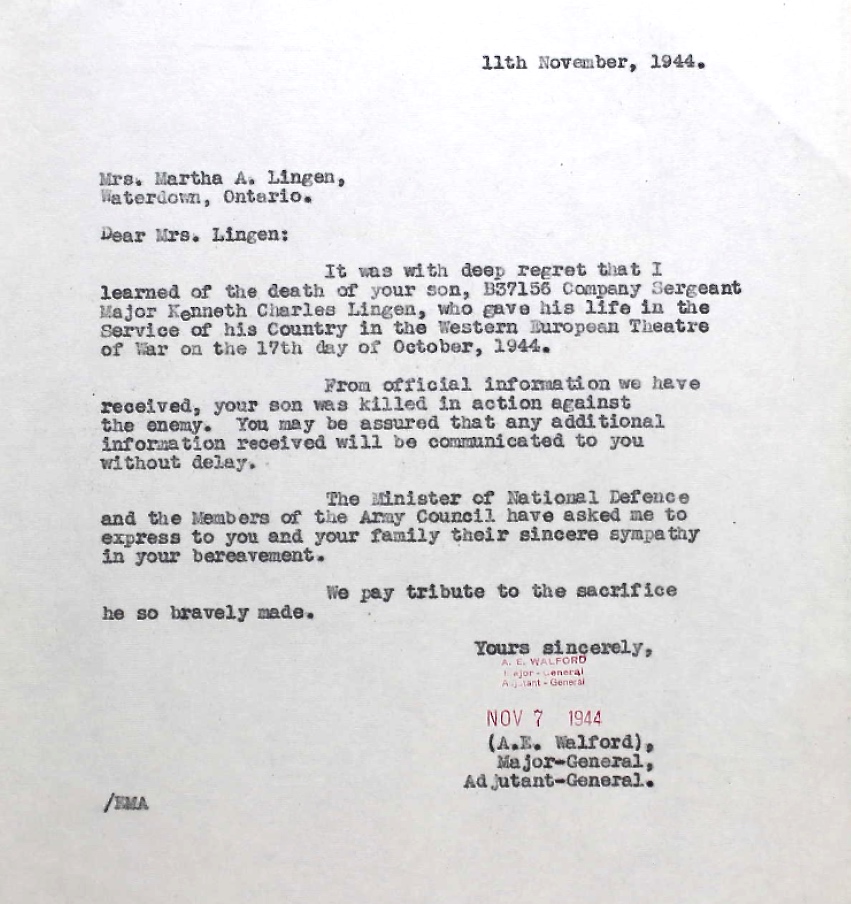 11th November, 1944.
Mrs. Martha A. Lingen,
Waterdown, Ontario.
Dear Mrs. Lingen:
It was with deep regret that I
learned of the death of your son, B37156 Company Sergeant
Major Kenneth Charles Lingen, who gave his life in the
Service of his Country in the Western European Theatre
of War on the 17th day of October, 1944.
From official information we have
received, your son was killed in action against
the enemy. You may be assured that any additional
information received will be communicated to you
without delay.
The Minister of National Defence
and the Members of the Army Council have asked me to
express to you and your family their sincere sympathy
in your bereavement.
We pay tribute to the sacrifice
he so bravely made.
Yours sincerely,
A. E. WALFORD
Major-General
Adjutant-General
NOV 7 1944
(A.E. Walford),
Major-General,
Adjutant-General.
/EMA